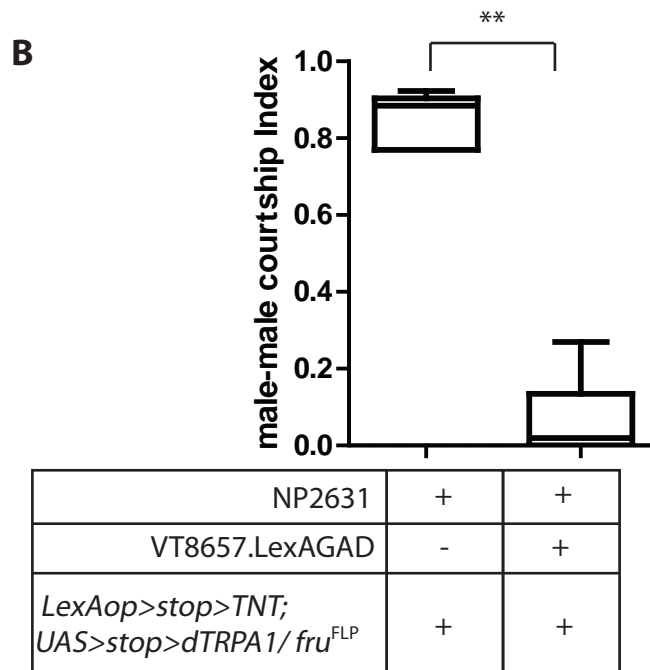 B
**
male-male courtship Index
1.0
0.8
0.6
0.4
0.2
0.0
NP2631 + +
VT8657.LexAGAD - +
LexAop>stop>TNT;
UAS>stop>dTRPA1/ fruFLP + +